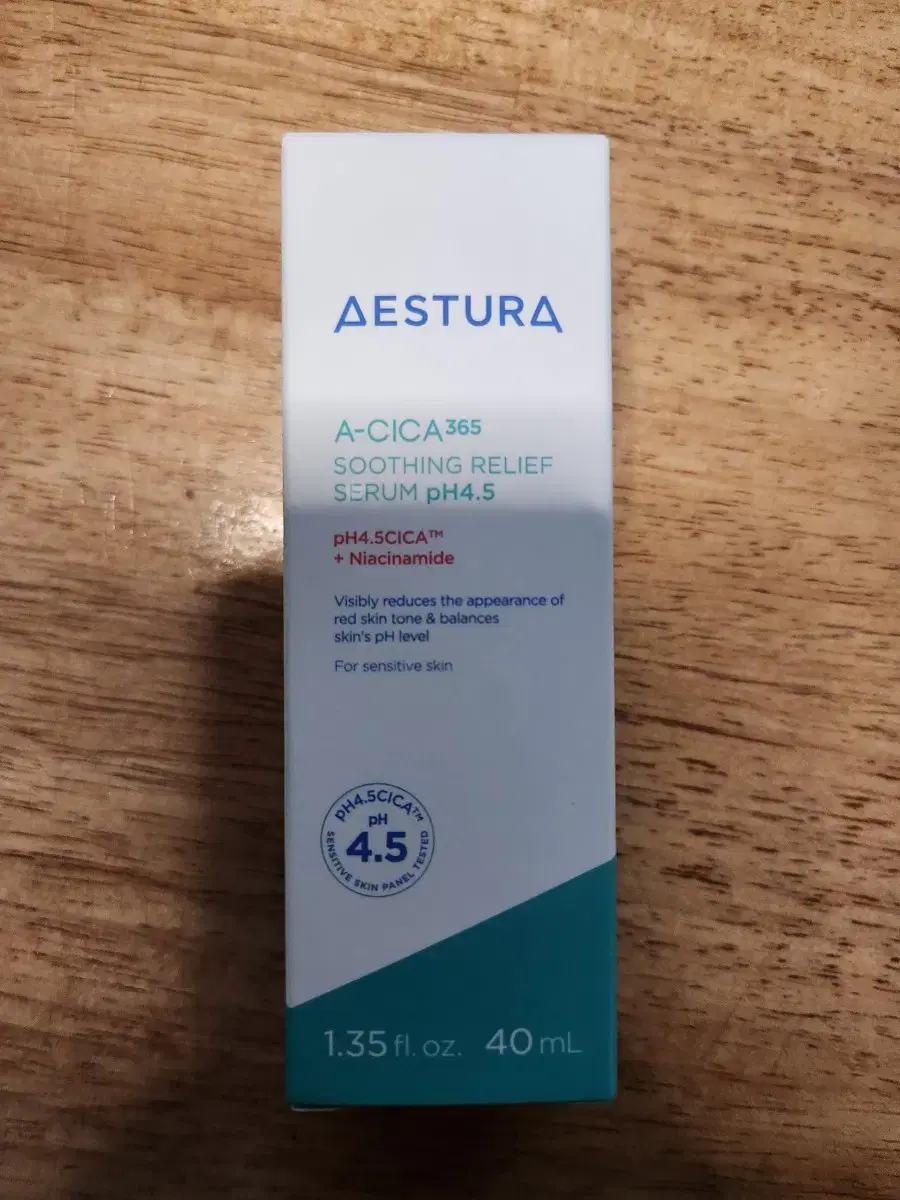 AESTURA
A-CICA365
SOOTHING RELIEF
SERUM pH4.5
pH4.5CICA™
+ Niacinamide
Visibly reduces the appearance of
red skin tone & balances
skin's pH level
For sensitive skin
pH4.5CICA™
pH
4.5
SENSITIVE SKIN PANEL TESTED
1.35 fl. oz. 40 mL